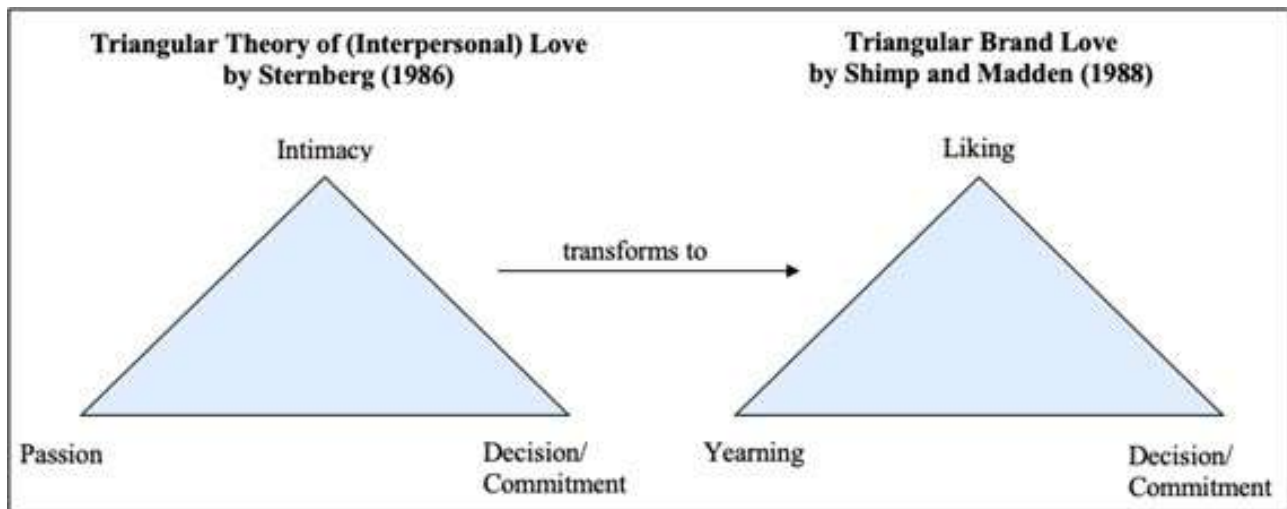 Triangular Theory of (Interpersonal) Love
by Sternberg (1986)
Intimacy
Passion
Decision/
Commitment
transforms to
Triangular Brand Love
by Shimp and Madden (1988)
Liking
Yearning
Decision/
Commitment